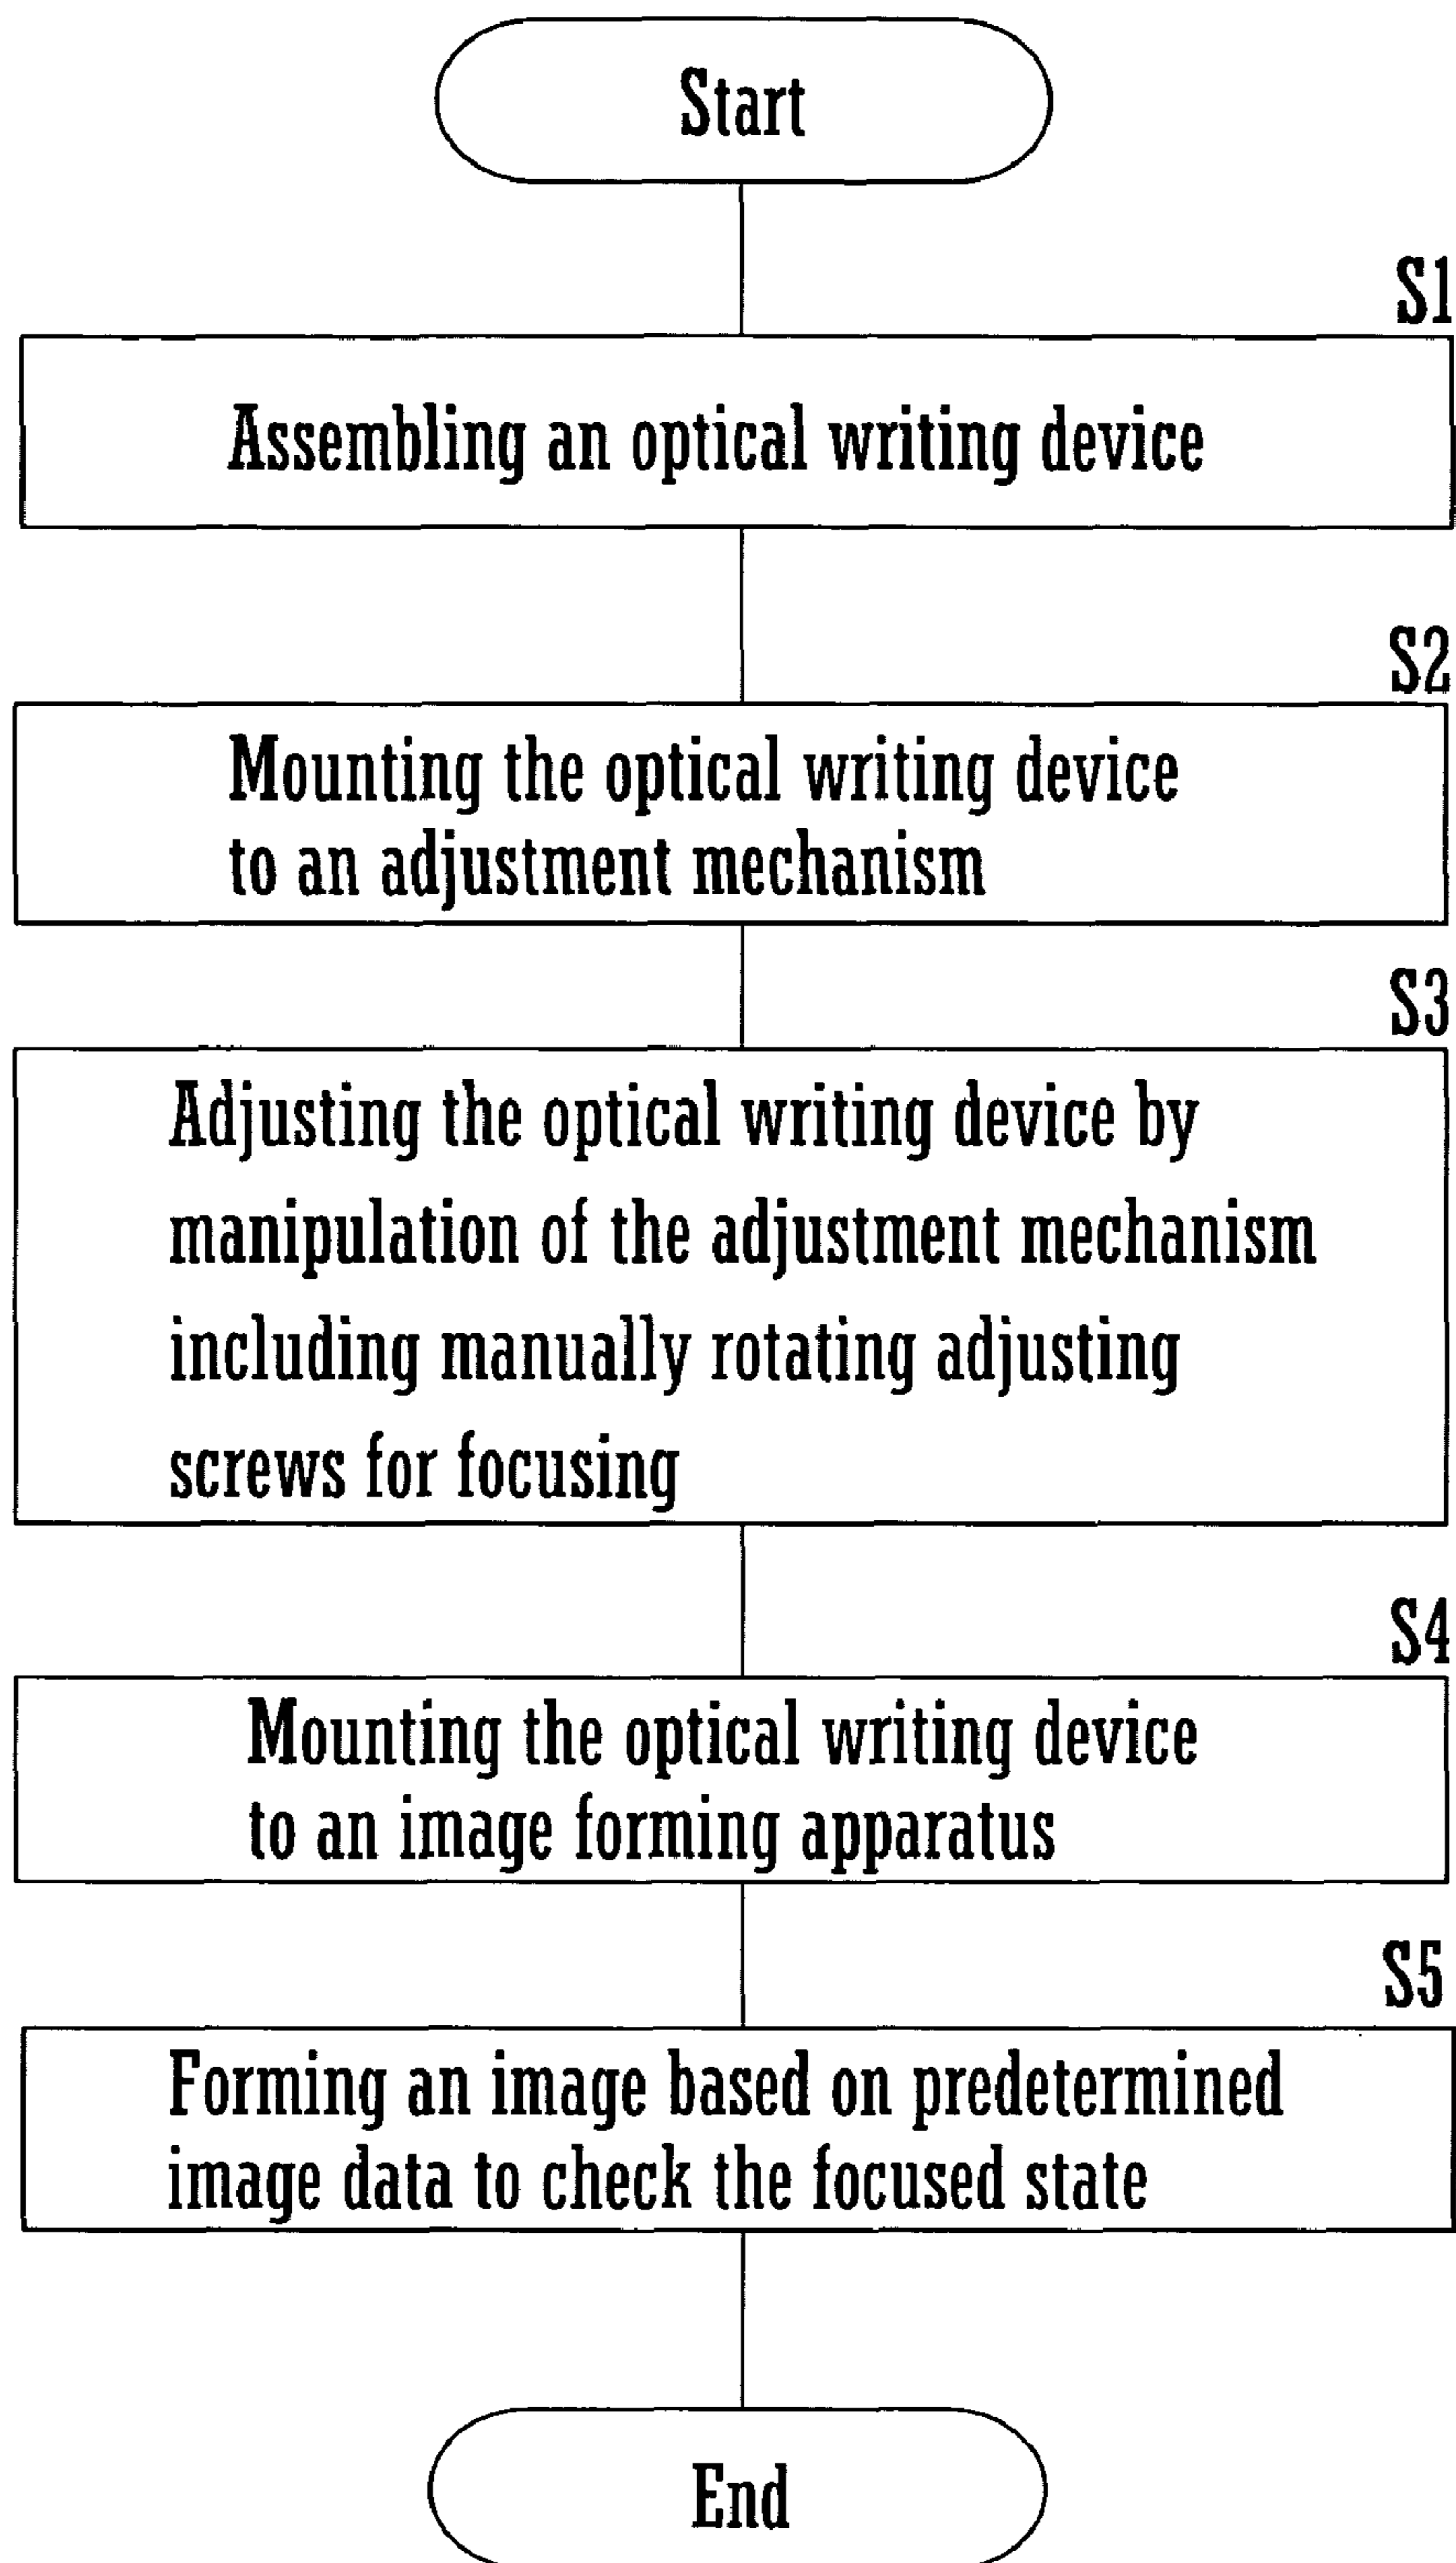 Start
S1
Assembling an optical writing device
S2
Mounting the optical writing device
to an adjustment mechanism
S3
Adjusting the optical writing device by
manipulation of the adjustment mechanism
including manually rotating adjusting
screws for focusing
S4
Mounting the optical writing device
to an image forming apparatus
S5
Forming an image based on predetermined
image data to check the focused state
End